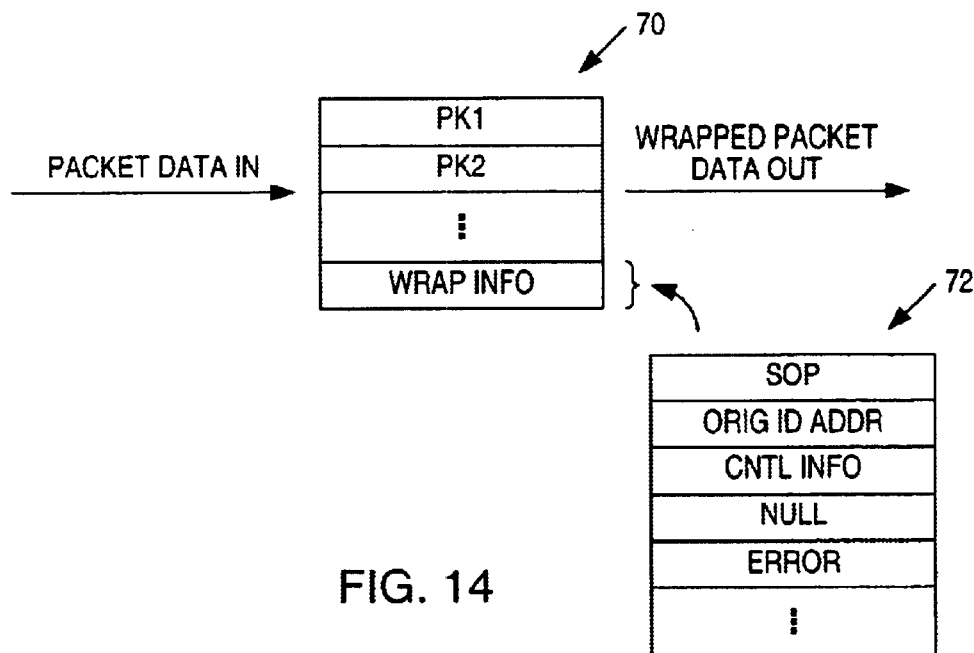 70
PK1
PACKET DATA IN
PK2
WRAPPED PACKET
DATA OUT
⋮
WRAP INFO
72
SOP
ORIG ID ADDR
CNTL INFO
NULL
ERROR
⋮
FIG. 14